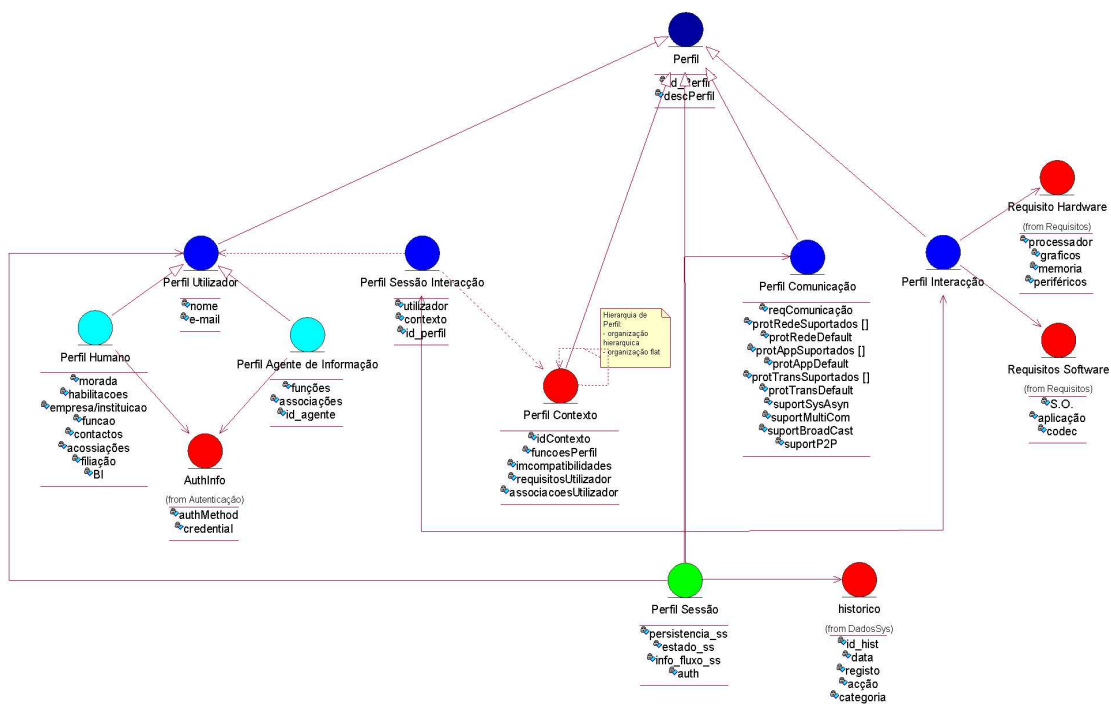 Perfil
id_Perfil
descPerfil
Requisito Hardware
(from Requisitos)
processador
graficos
memoria
periféricos
Perfil Utilizador
nome
e-mail
Perfil Sessão Interacção
utilizador
contexto
id_perfil
Perfil Comunicação
reqComunicação
protRedeSuportados []
protRedeDefault
protAppSuportados []
protAppDefault
protTransSuportados []
protTransDefault
suportSysAsyn
suportMultiCom
suportBroadCast
suportP2P
Perfil Interacção
Hierarquia de
Perfil:
- organização
hierarquica
- organização flat
Perfil Humano
morada
habilitacoes
empresa/instituicao
funcao
contactos
acossiações
filiação
BI
Perfil Agente de Informação
funções
associações
id_agente
Requisitos Software
(from Requisitos)
S.O.
aplicação
codec
Perfil Contexto
idContexto
funcoesPerfil
imcompatibilidades
requisitosUtilizador
associacoesUtilizador
AuthInfo
(from Autenticação)
authMethod
credential
Perfil Sessão
persistencia_ss
estado_ss
info_fluxo_ss
auth
historico
(from DadosSys)
id_hist
data
registo
acção
categoria